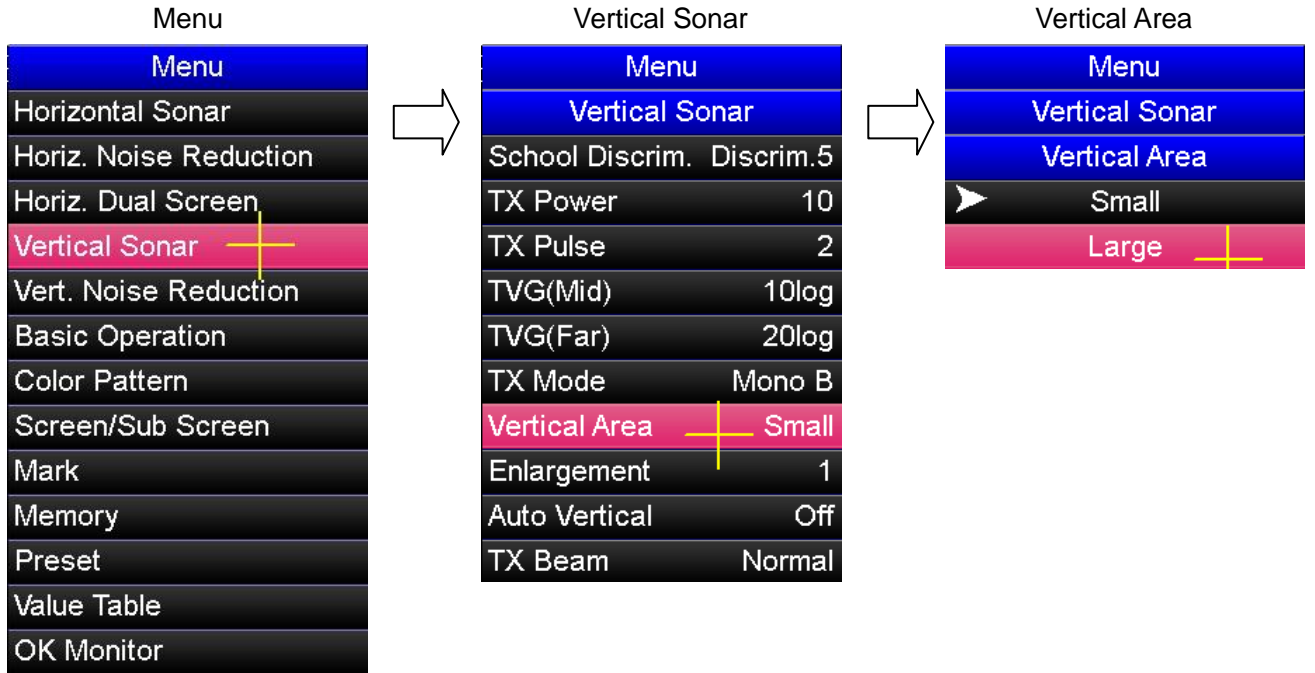 Menu
Menu
Horizontal Sonar
Horiz. Noise Reduction
Horiz. Dual Screen
Vertical Sonar
Vert. Noise Reduction
Basic Operation
Color Pattern
Screen/Sub Screen
Mark
Memory
Preset
Value Table
OK Monitor
Vertical Sonar
Menu
Vertical Sonar
School Discrim. Discrim.5
TX Power 10
TX Pulse 2
TVG(Mid) 10log
TVG(Far) 20log
TX Mode Mono B
Vertical Area Small
Enlargement 1
Auto Vertical Off
TX Beam Normal
Vertical Area
Menu
Vertical Sonar
Vertical Area
Small
Large